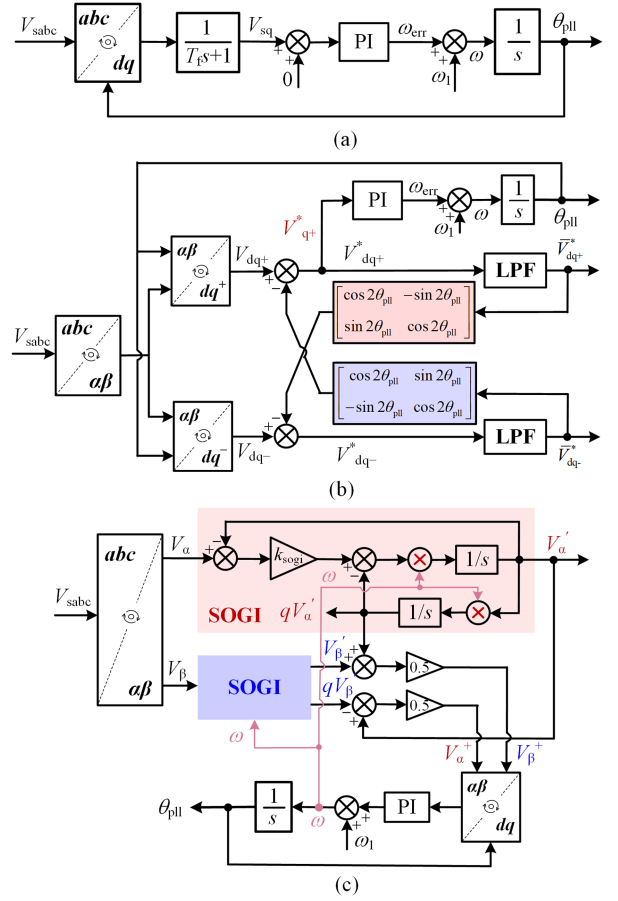 V_sabc abc dq 1/(T_f s+1) V_sq + + 0 PI ω_err + + ω_1 ω 1/s θ_pll
(a)
PI ω_err + + ω_1 ω 1/s θ_pll
V*_q+
αβ dq⁺ V_dq+ + − V*_dq+ LPF V̄*_dq+
cos 2θ_pll −sin 2θ_pll
sin 2θ_pll cos 2θ_pll
V_sabc abc αβ
cos 2θ_pll sin 2θ_pll
−sin 2θ_pll cos 2θ_pll
αβ dq⁻ V_dq− + − V*_dq− LPF V̄*_dq-
(b)
abc V_α + − k_sogi + − × 1/s V_α′
ω
SOGI qV_α′ 1/s ×
V_sabc
V_β′ + + 0.5
αβ V_β SOGI qV_β′ − + 0.5
ω V_α⁺ V_β⁺
θ_pll 1/s ω + + ω_1 PI αβ dq
(c)